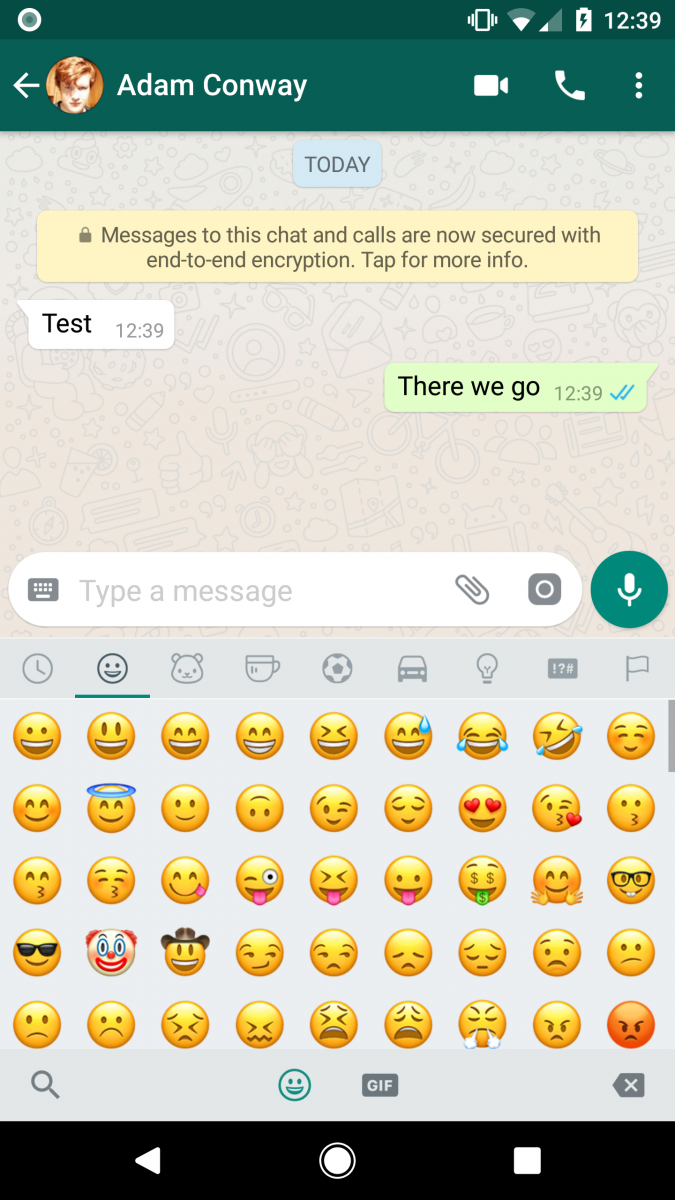 12:39
Adam Conway
TODAY
Messages to this chat and calls are now secured with
end-to-end encryption. Tap for more info.
Test 12:39
There we go 12:39
Type a message
!?#
GIF